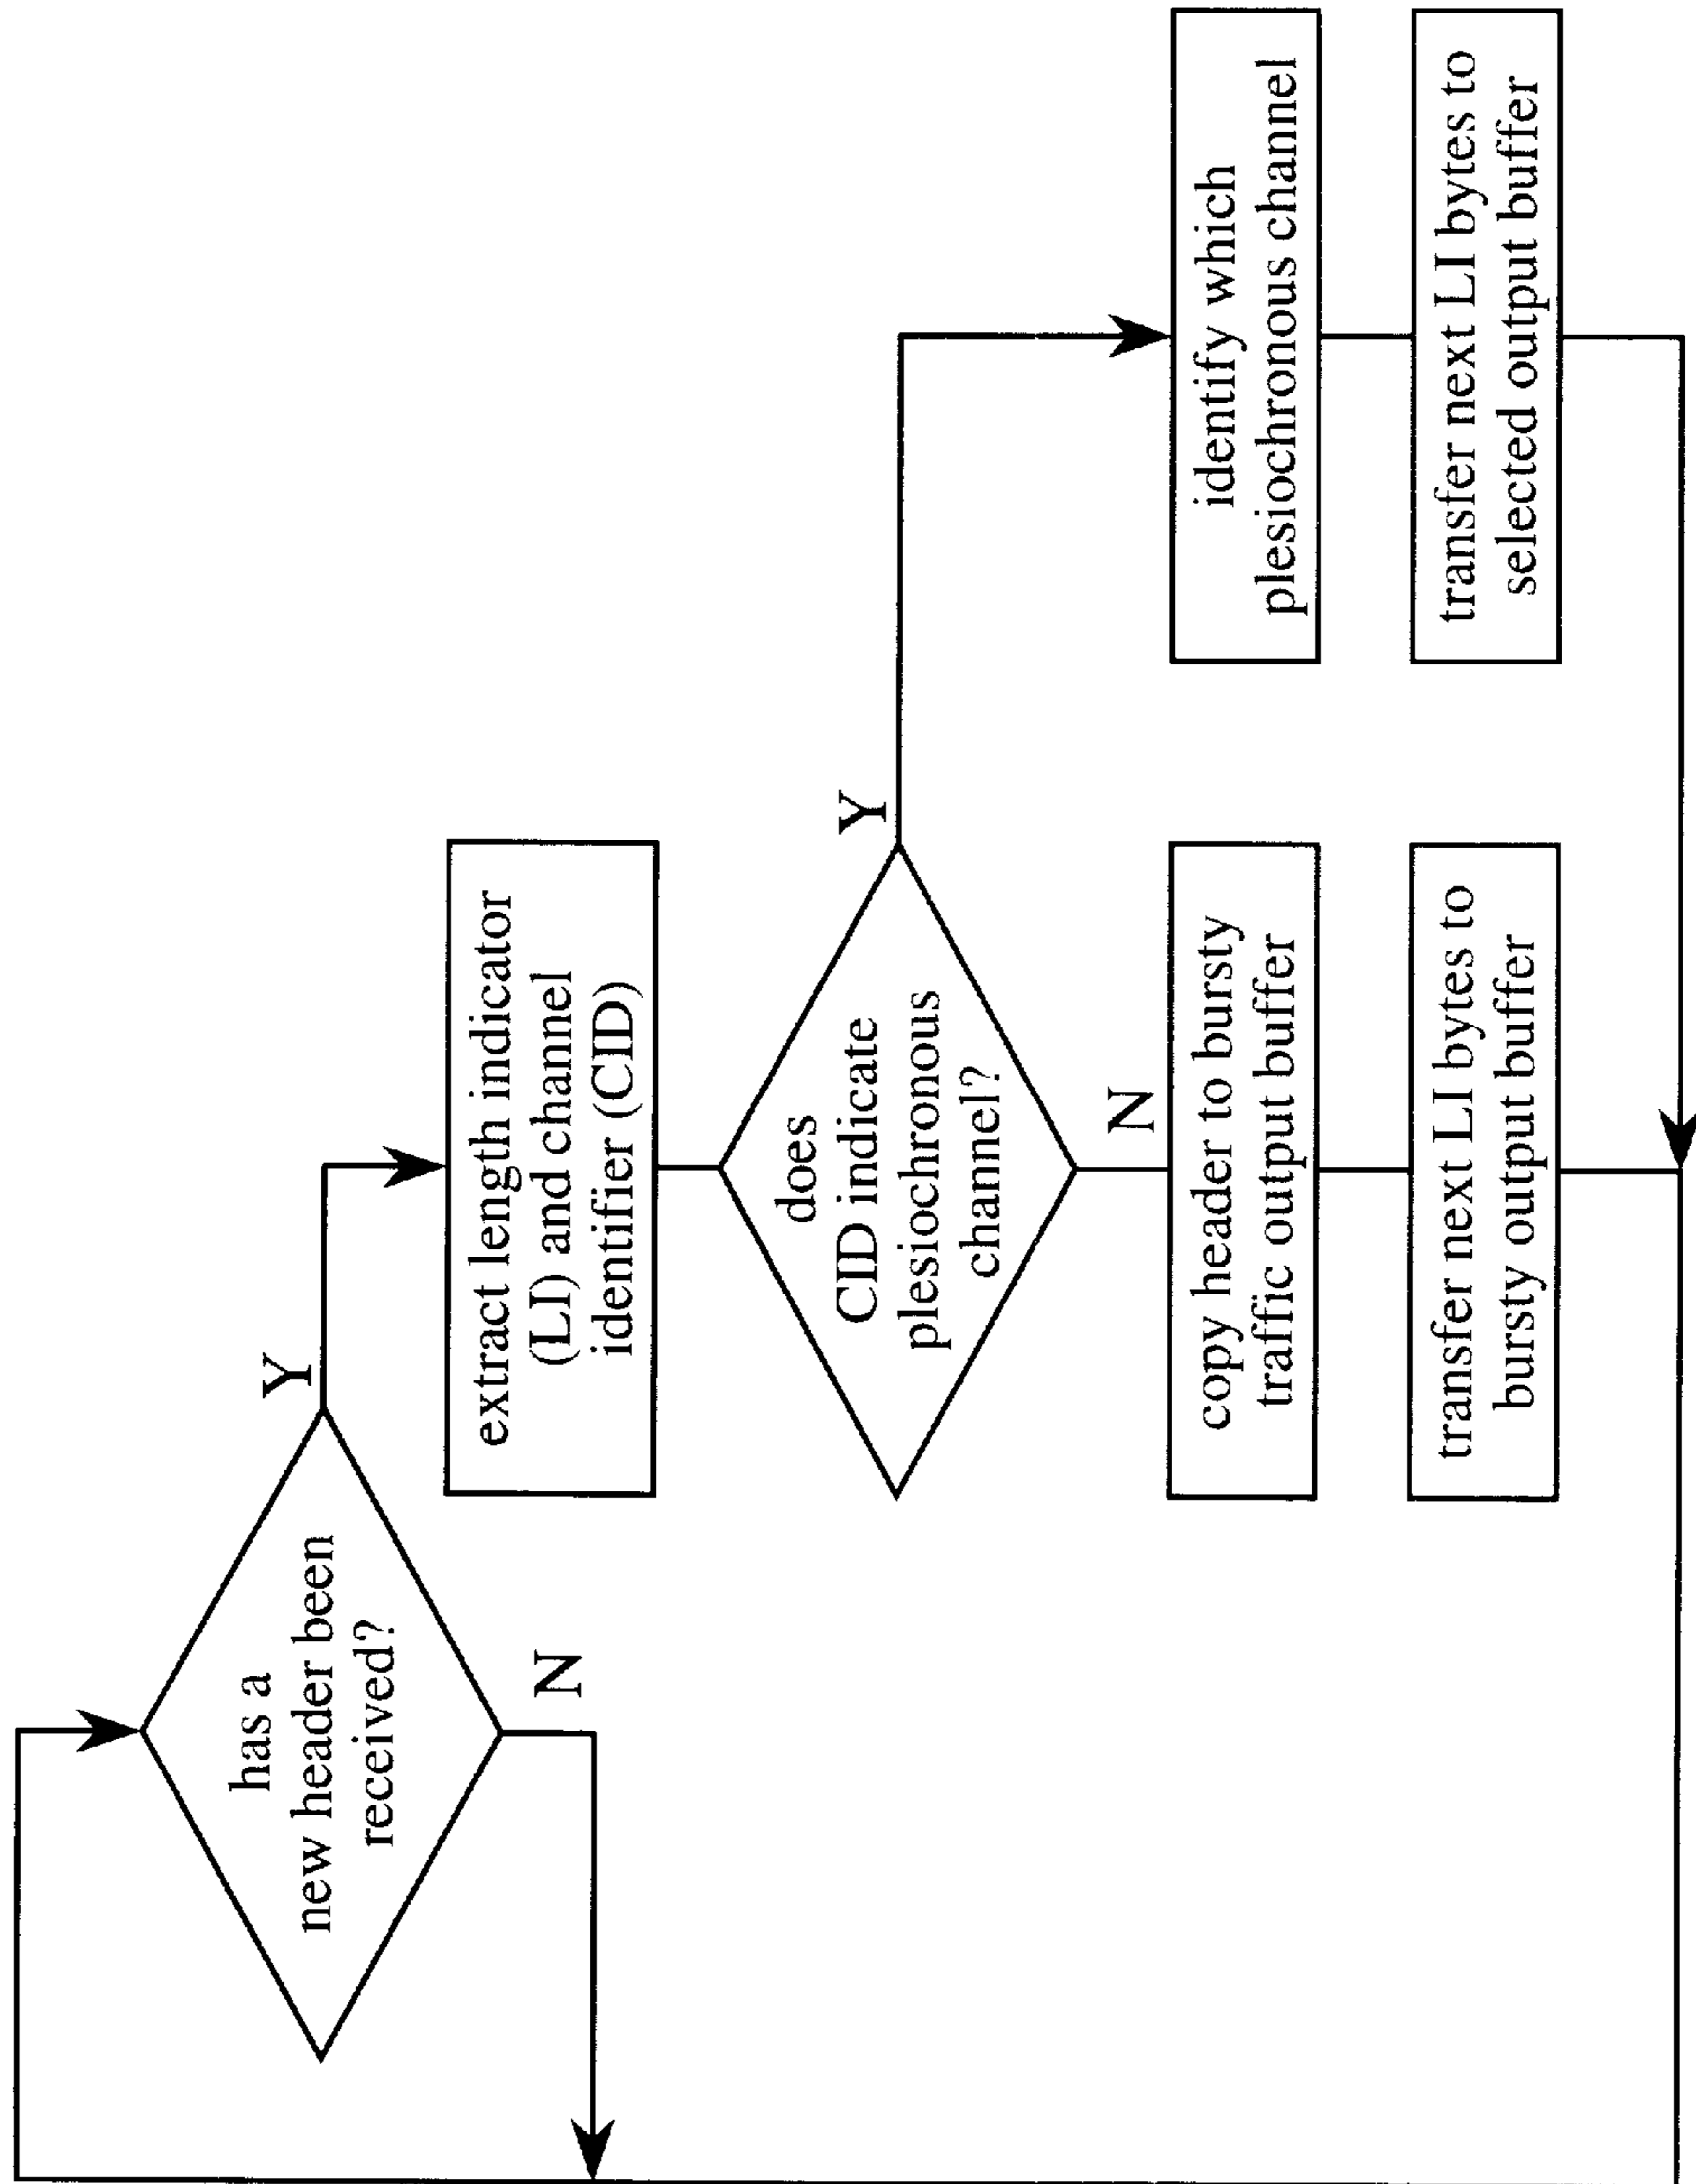 has a
new header been
received?
Y
N
extract length indicator
(LI) and channel
identifier (CID)
does
CID indicate
plesiochronous
channel?
Y
N
copy header to bursty
traffic output buffer
transfer next LI bytes to
bursty output buffer
identify which
plesiochronous channel
transfer next LI bytes to
selected output buffer